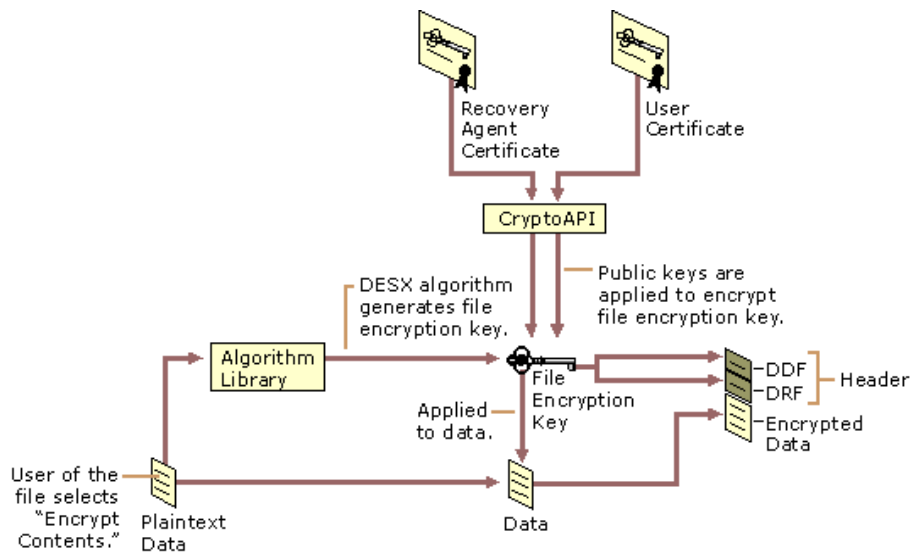 Recovery
Agent
Certificate
User
Certificate
CryptoAPI
DESX algorithm
generates file
encryption key.
Public keys are
applied to encrypt
file encryption key.
Algorithm
Library
File
Encryption
Key
DDF
DRF
Header
Encrypted
Data
Applied
to data.
User of the
file selects
“Encrypt
Contents.”
Plaintext
Data
Data